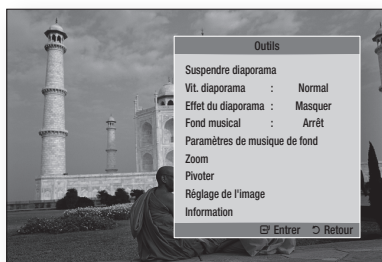 Outils
Suspendre diaporama
Vit. diaporama : Normal
Effet du diaporama : Masquer
Fond musical : Arrêt
Paramètres de musique de fond
Zoom
Pivoter
Réglage de l'image
Information
Entrer Retour